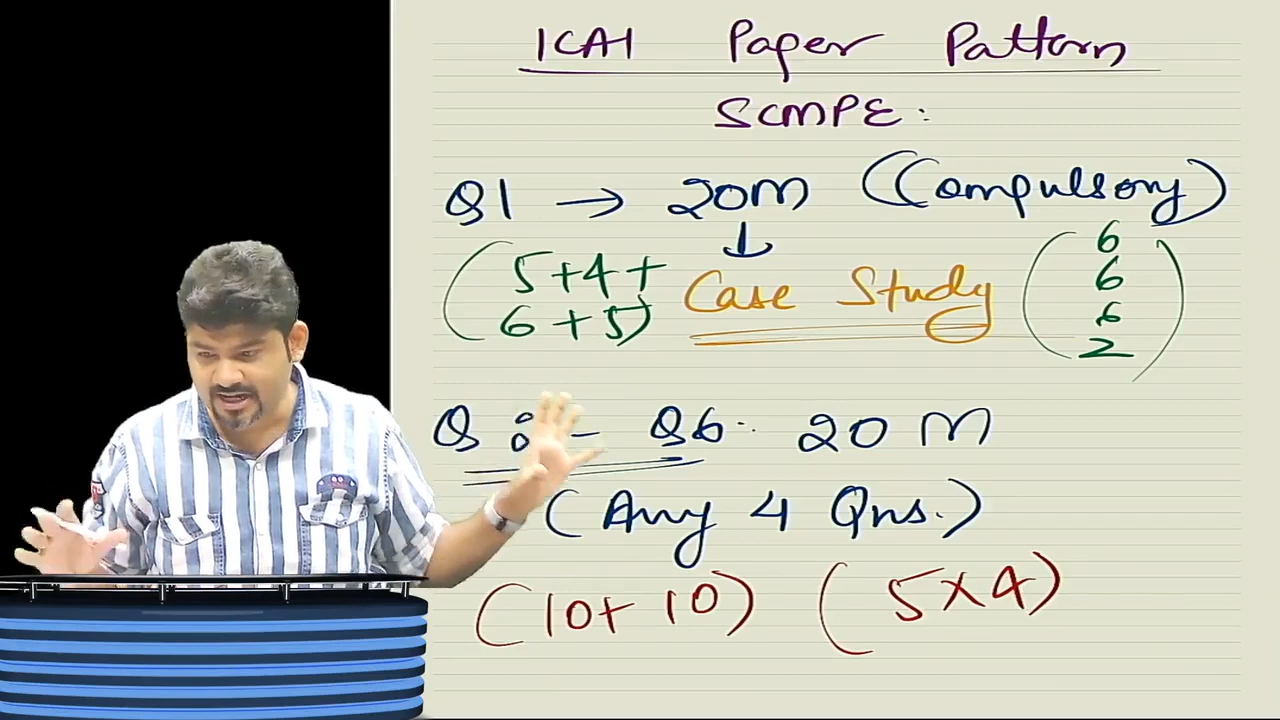 ICAI Paper Pattern
SCMPE:
Q1 → 20M (Compulsory)
(5+4+
6+5)
Case Study
(6
6
6
2)
Q 2 - Q6: 20 M
(Any 4 Qns.)
(10+10) (5×4)